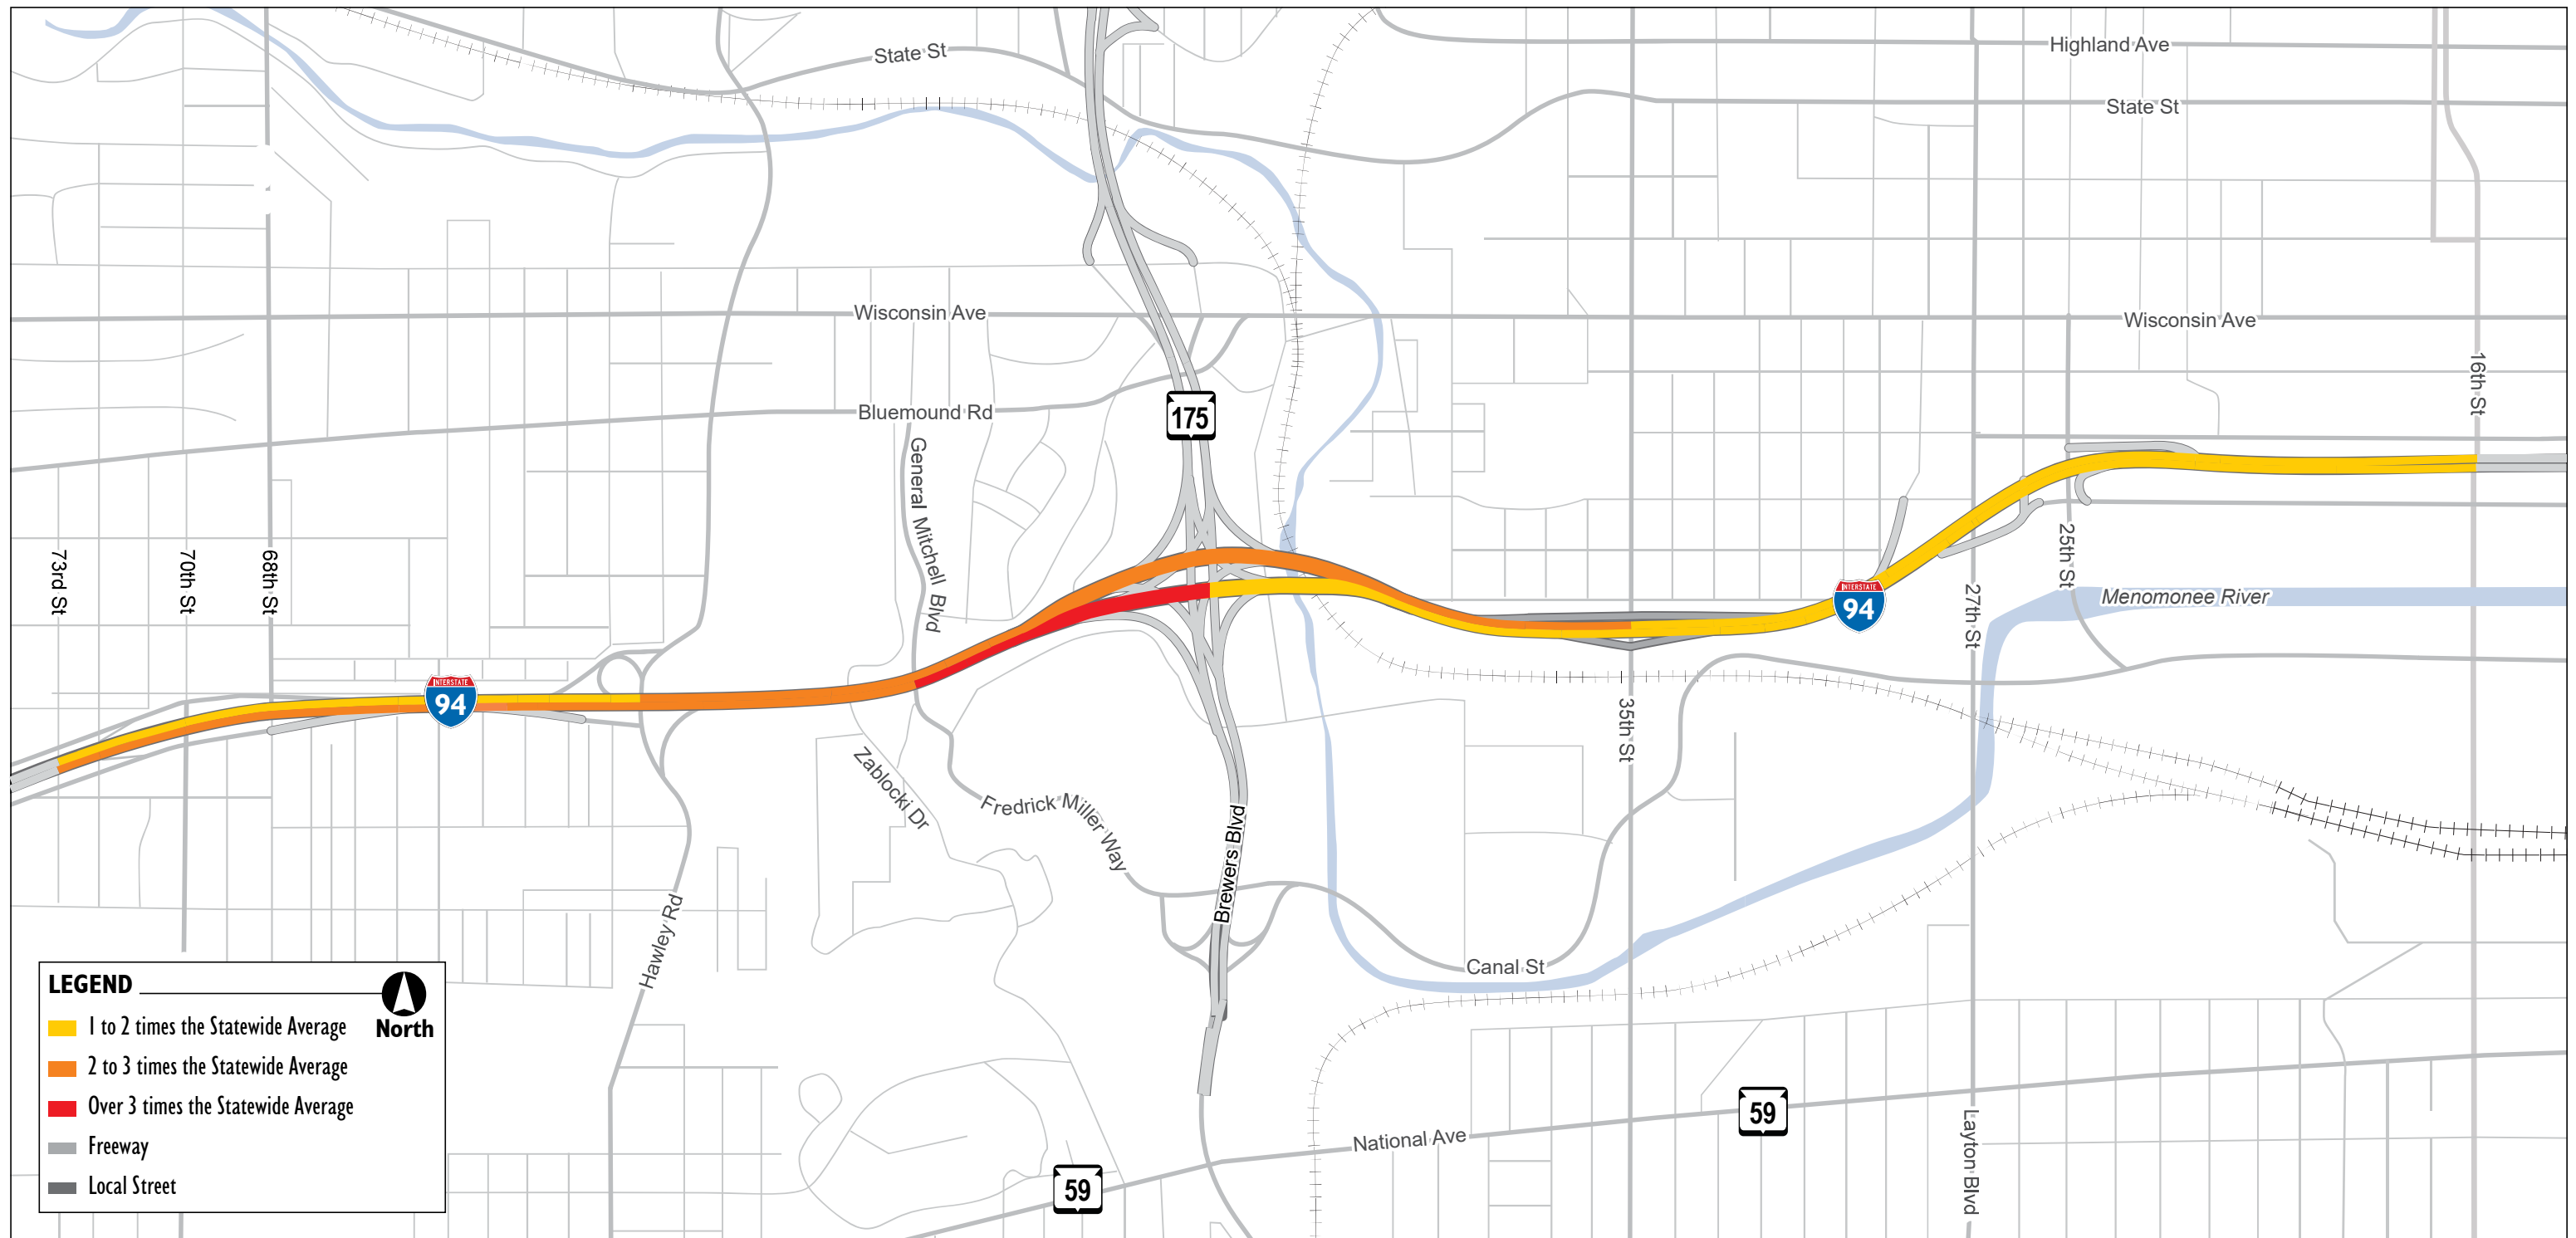 State St
Highland Ave
State St
Wisconsin Ave
Wisconsin Ave
16th St
Bluemound Rd
175
General Mitchell Blvd
73rd St
70th St
68th St
25th St
27th St
Menomonee River
INTERSTATE
94
INTERSTATE
94
35th St
Zablocki Dr
Fredrick Miller Way
Brewers Blvd
Hawley Rd
Canal St
National Ave
59
59
Layton Blvd
LEGEND
North
1 to 2 times the Statewide Average
2 to 3 times the Statewide Average
Over 3 times the Statewide Average
Freeway
Local Street